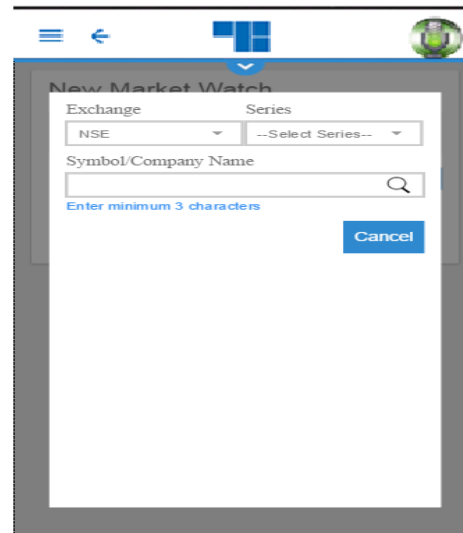 New Market Watch
Exchange Series
NSE --Select Series--
Symbol/Company Name
Enter minimum 3 characters
Cancel